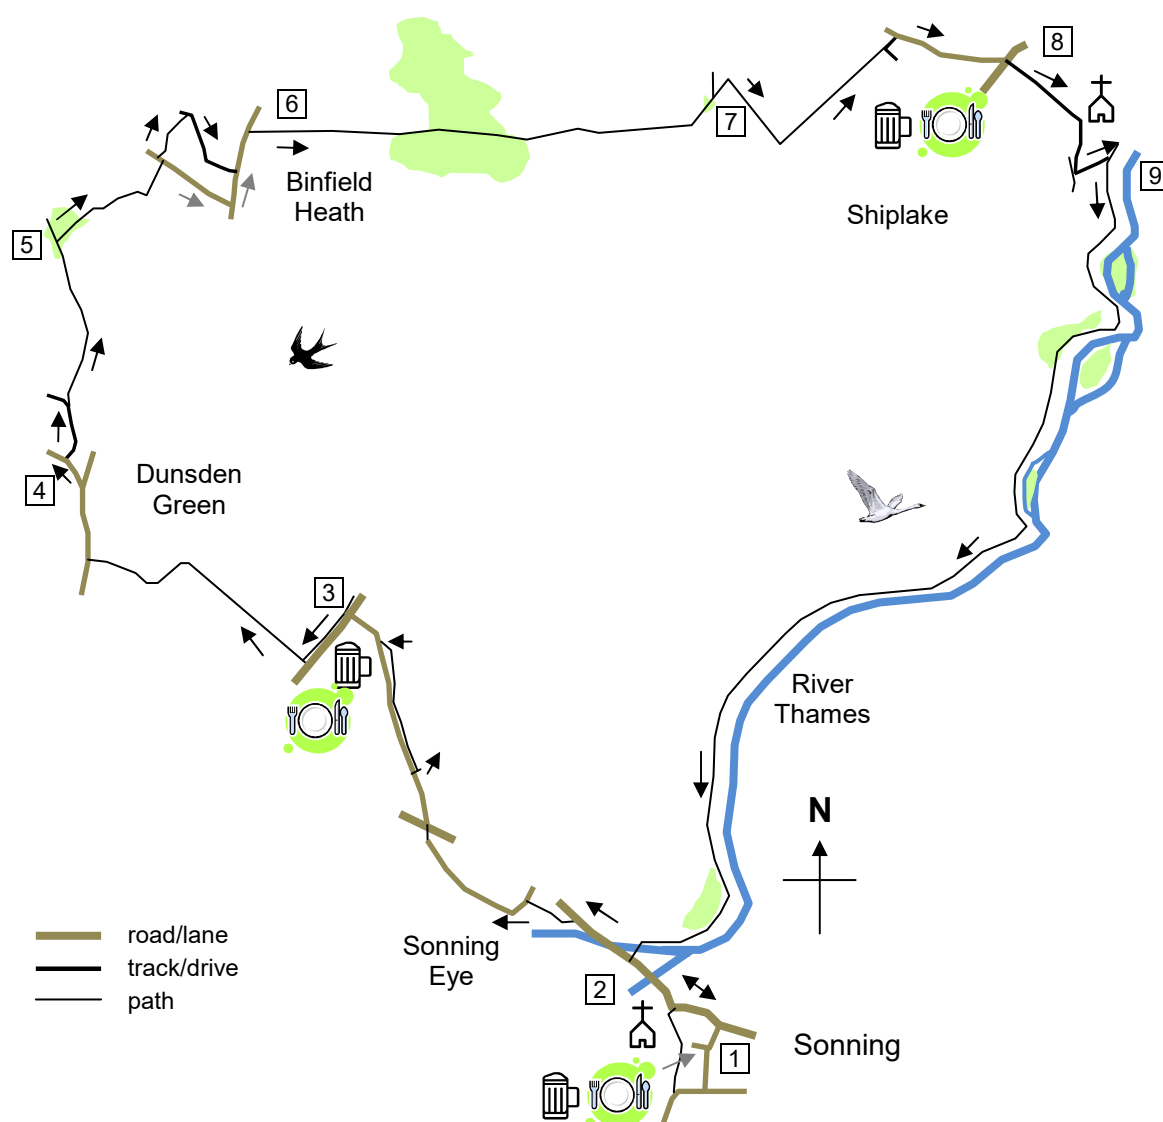 8
6
7
9
Binfield
Heath
Shiplake
5
Dunsden
Green
4
3
River
Thames
N
road/lane
track/drive
path
Sonning
Eye
2
1
Sonning